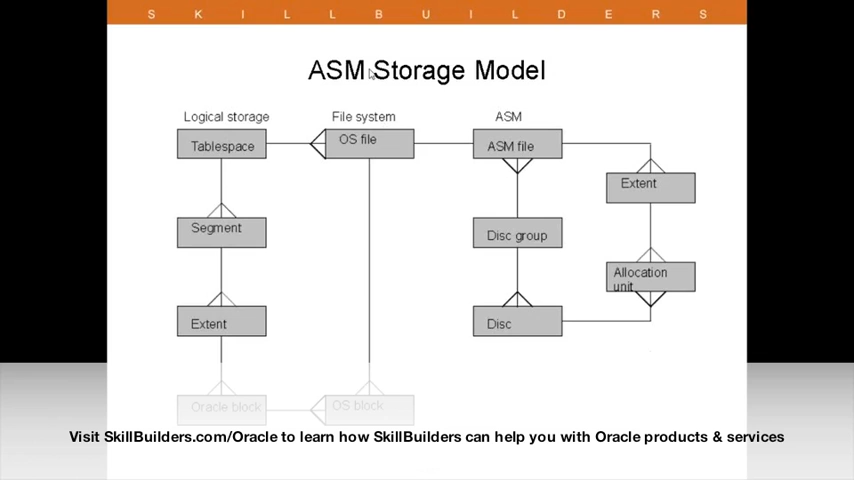 S K I L L B U I L D E R S
ASM Storage Model
Logical storage
File system
ASM
Tablespace
OS file
ASM file
Extent
Segment
Disc group
Allocation
unit
Extent
Disc
Oracle block
OS block
Visit SkillBuilders.com/Oracle to learn how SkillBuilders can help you with Oracle products & services